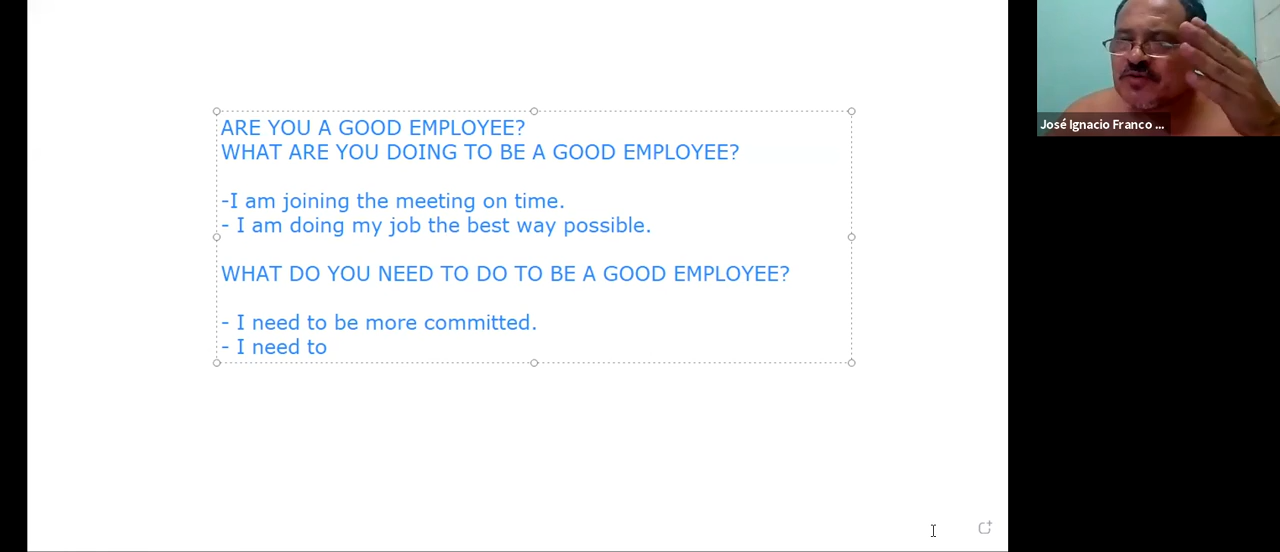 ARE YOU A GOOD EMPLOYEE?
WHAT ARE YOU DOING TO BE A GOOD EMPLOYEE?
-I am joining the meeting on time.
- I am doing my job the best way possible.
WHAT DO YOU NEED TO DO TO BE A GOOD EMPLOYEE?
- I need to be more committed.
- I need to
José Ignacio Franco ...